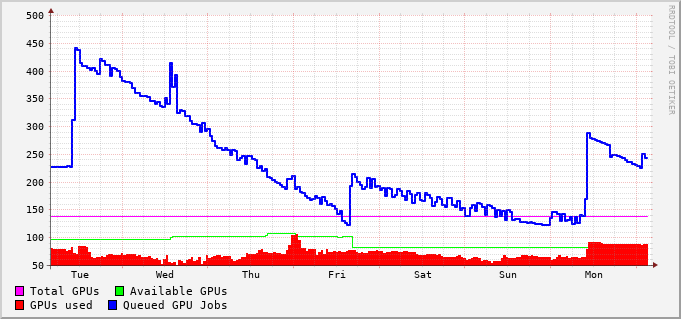 RRDTOOL / TOBI OETIKER
500
450
400
350
300
250
200
150
100
50
Tue Wed Thu Fri Sat Sun Mon
Total GPUs Available GPUs
GPUs used Queued GPU Jobs